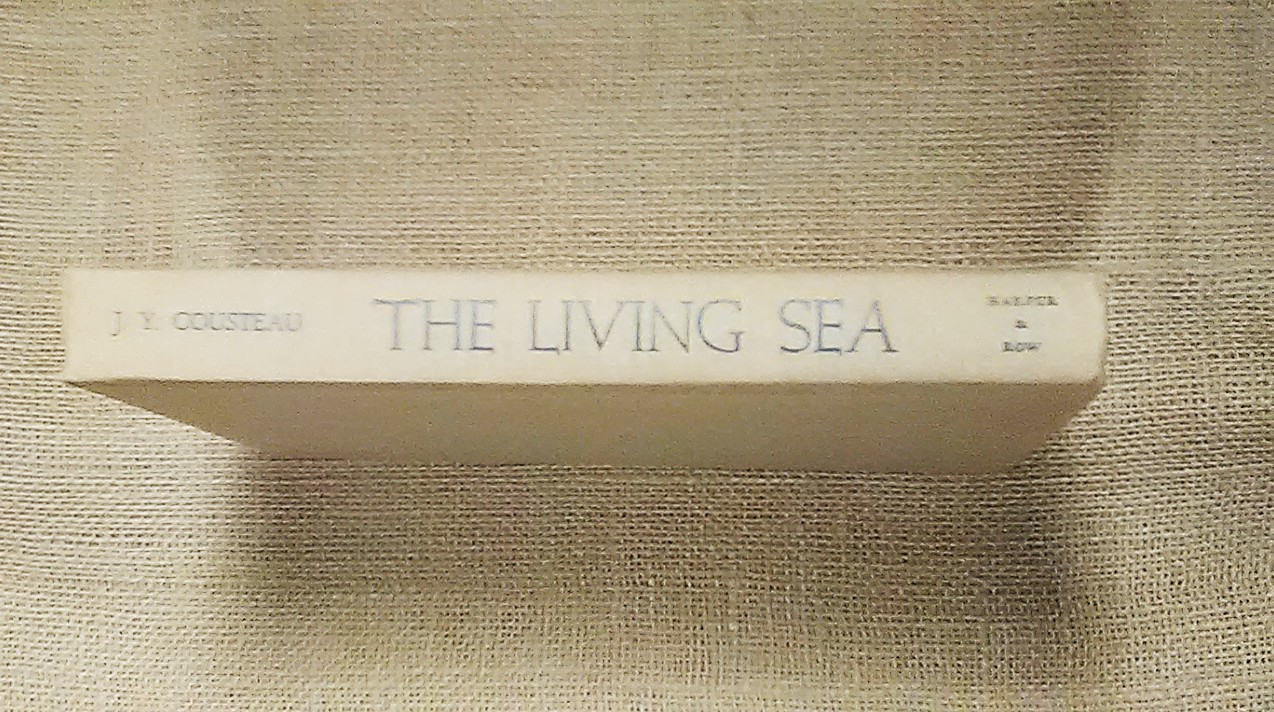 J. Y. COUSTEAU
THE LIVING SEA
HARPER
&
ROW